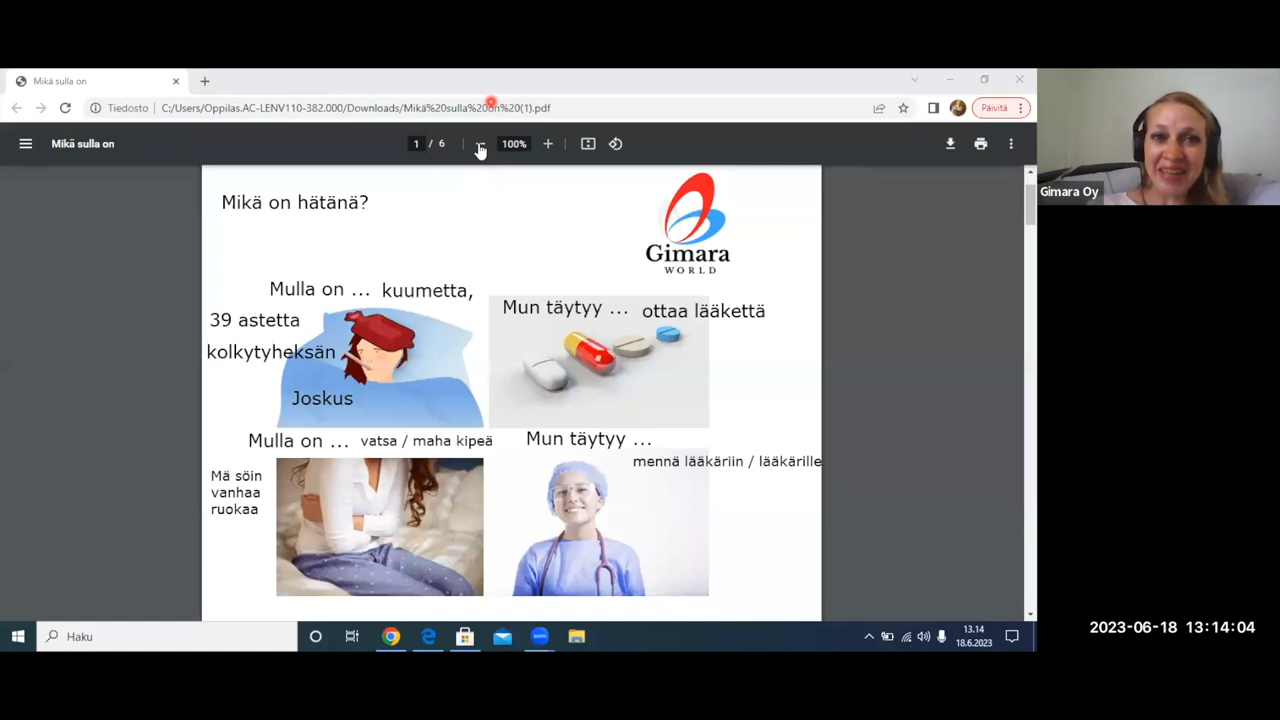 Mikä sulla on
Tiedosto
C:/Users/Oppilas.AC-LENV110-382.000/Downloads/Mikä%20sulla%20on%20(1).pdf
Päivitä
Mikä sulla on
1 / 6
100%
Mikä on hätänä?
Gimara
WORLD
Mulla on ... kuumetta,
39 astetta
kolkytyheksän
Joskus
Mun täytyy ... ottaa lääkettä
Mulla on ... vatsa / maha kipeä
Mä söin
vanhaa
ruokaa
Mun täytyy ...
mennä lääkäriin / lääkärille
Gimara Oy
Haku
zoom
13.14
18.6.2023
2023-06-18 13:14:04